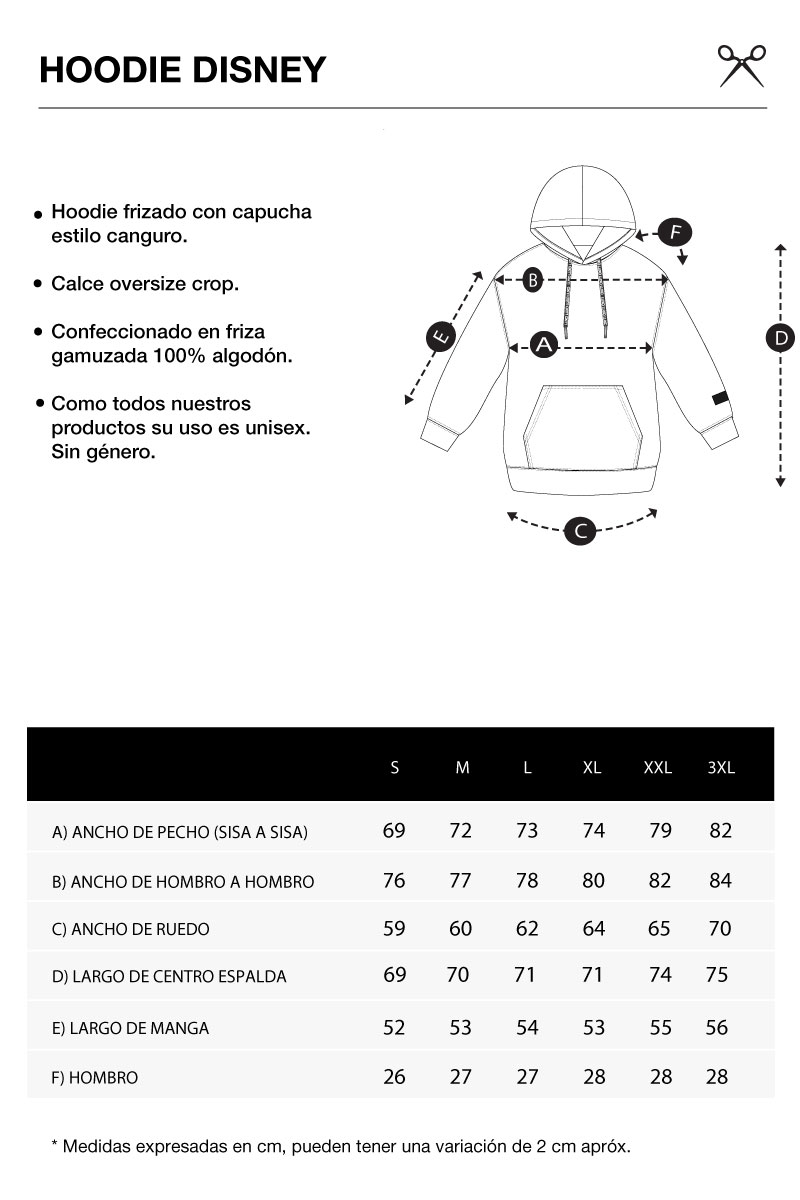 HOODIE DISNEY
• Hoodie frizado con capucha
estilo canguro.
• Calce oversize crop.
• Confeccionado en friza
gamuzada 100% algodón.
• Como todos nuestros
productos su uso es unisex.
Sin género.
F
B
E
A
D
C
S M L XL XXL 3XL
A) ANCHO DE PECHO (SISA A SISA) 69 72 73 74 79 82
B) ANCHO DE HOMBRO A HOMBRO 76 77 78 80 82 84
C) ANCHO DE RUEDO 59 60 62 64 65 70
D) LARGO DE CENTRO ESPALDA 69 70 71 71 74 75
E) LARGO DE MANGA 52 53 54 53 55 56
F) HOMBRO 26 27 27 28 28 28
* Medidas expresadas en cm, pueden tener una variación de 2 cm apróx.